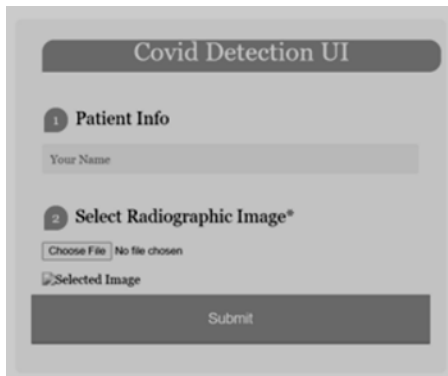 Covid Detection UI
1 Patient Info
Your Name
2 Select Radiographic Image*
Choose File No file chosen
Selected Image
Submit